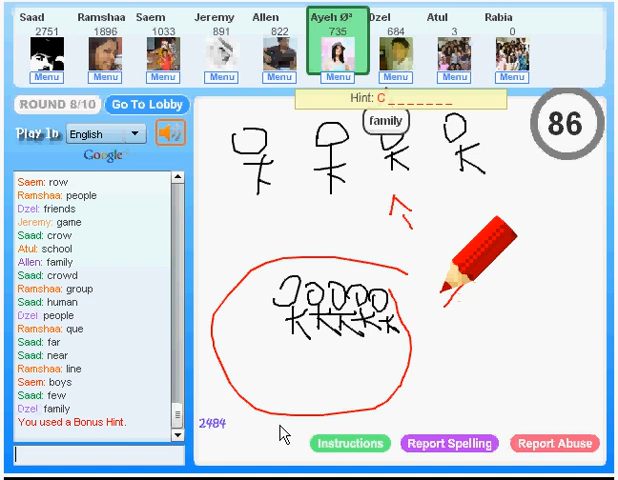 Saad Ramshaa Saem Jeremy Allen Ayeh Øª Dzel Atul Rabia
2751 1896 1033 891 822 735 684 3 0
Menu Menu Menu Menu Menu Menu Menu Menu Menu
Hint: C _ _ _ _ _ _ _
ROUND 8/10 Go To Lobby
86
family
Play In English
Google
Saem: row
Ramshaa: people
Dzel: friends
Jeremy: game
Saad: crow
Atul: school
Allen: family
Saad: crowd
Ramshaa: group
Saad: human
Dzel: people
Ramshaa: que
Saad: far
Saad: near
Ramshaa: line
Saem: boys
Saad: few
Dzel: family
You used a Bonus Hint.
2484
Instructions Report Spelling Report Abuse